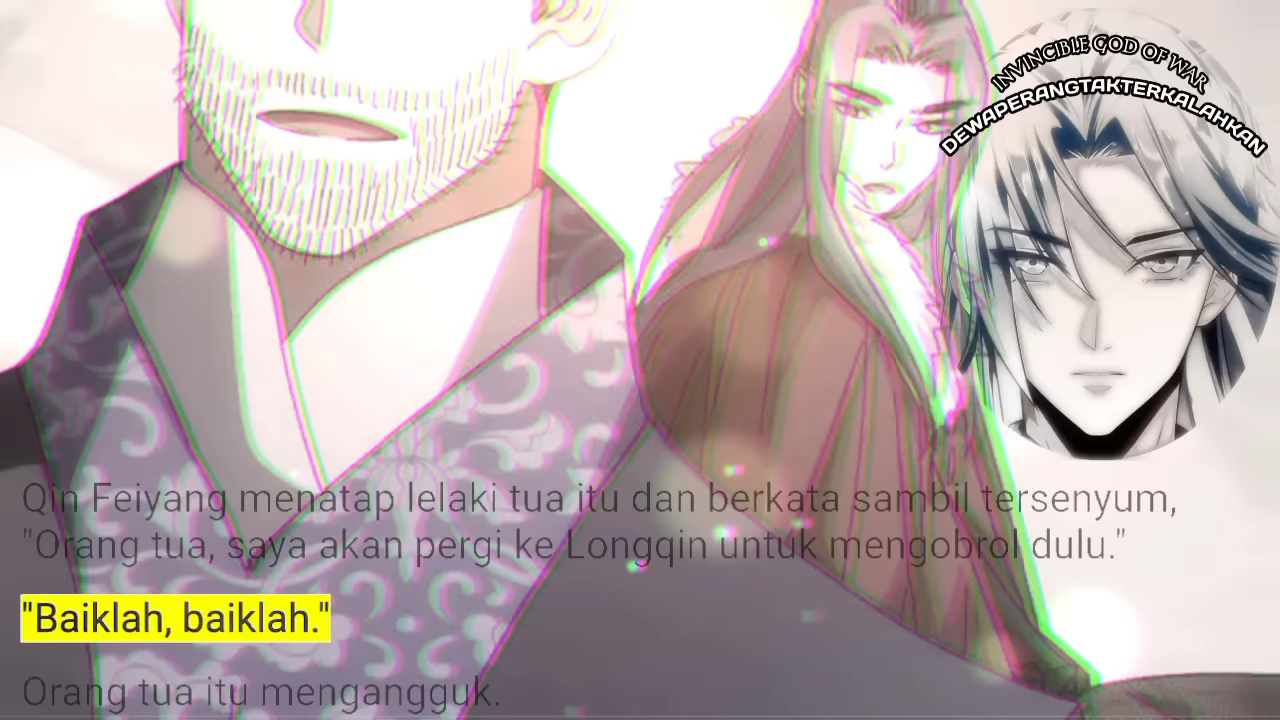 INVINCIBLE GOD OF WAR
DEWAPERANGTAKTERKALAHKAN
Qin Feiyang menatap lelaki tua itu dan berkata sambil tersenyum,
"Orang tua, saya akan pergi ke Longqin untuk mengobrol dulu."
"Baiklah, baiklah."
Orang tua itu mengangguk.